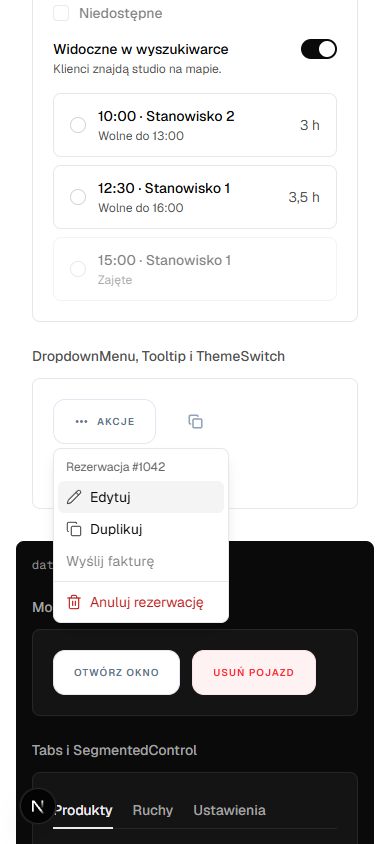 Niedostępne
Widoczne w wyszukiwarce
Klienci znajdą studio na mapie.
10:00 · Stanowisko 2
Wolne do 13:00
3 h
12:30 · Stanowisko 1
Wolne do 16:00
3,5 h
15:00 · Stanowisko 1
Zajęte
DropdownMenu, Tooltip i ThemeSwitch
AKCJE
Rezerwacja #1042
Edytuj
Duplikuj
Wyślij fakturę
Anuluj rezerwację
OTWÓRZ OKNO
USUŃ POJAZD
Tabs i SegmentedControl
N
Produkty
Ruchy
Ustawienia